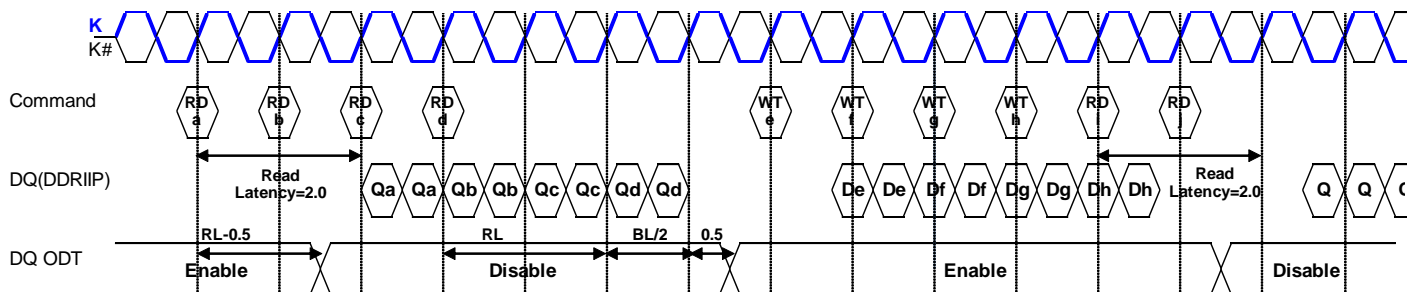 K
K#
Command
RD a
RD b
RD c
RD d
WT e
WT f
WT g
WT h
RD i
RD j
DQ(DDRIIP)
Read
Latency=2.0
Qa Qa Qb Qb Qc Qc Qd Qd
De De Df Df Dg Dg Dh Dh
Read
Latency=2.0
Q Q
DQ ODT
RL-0.5
RL
BL/2
0.5
Enable
Disable
Enable
Disable